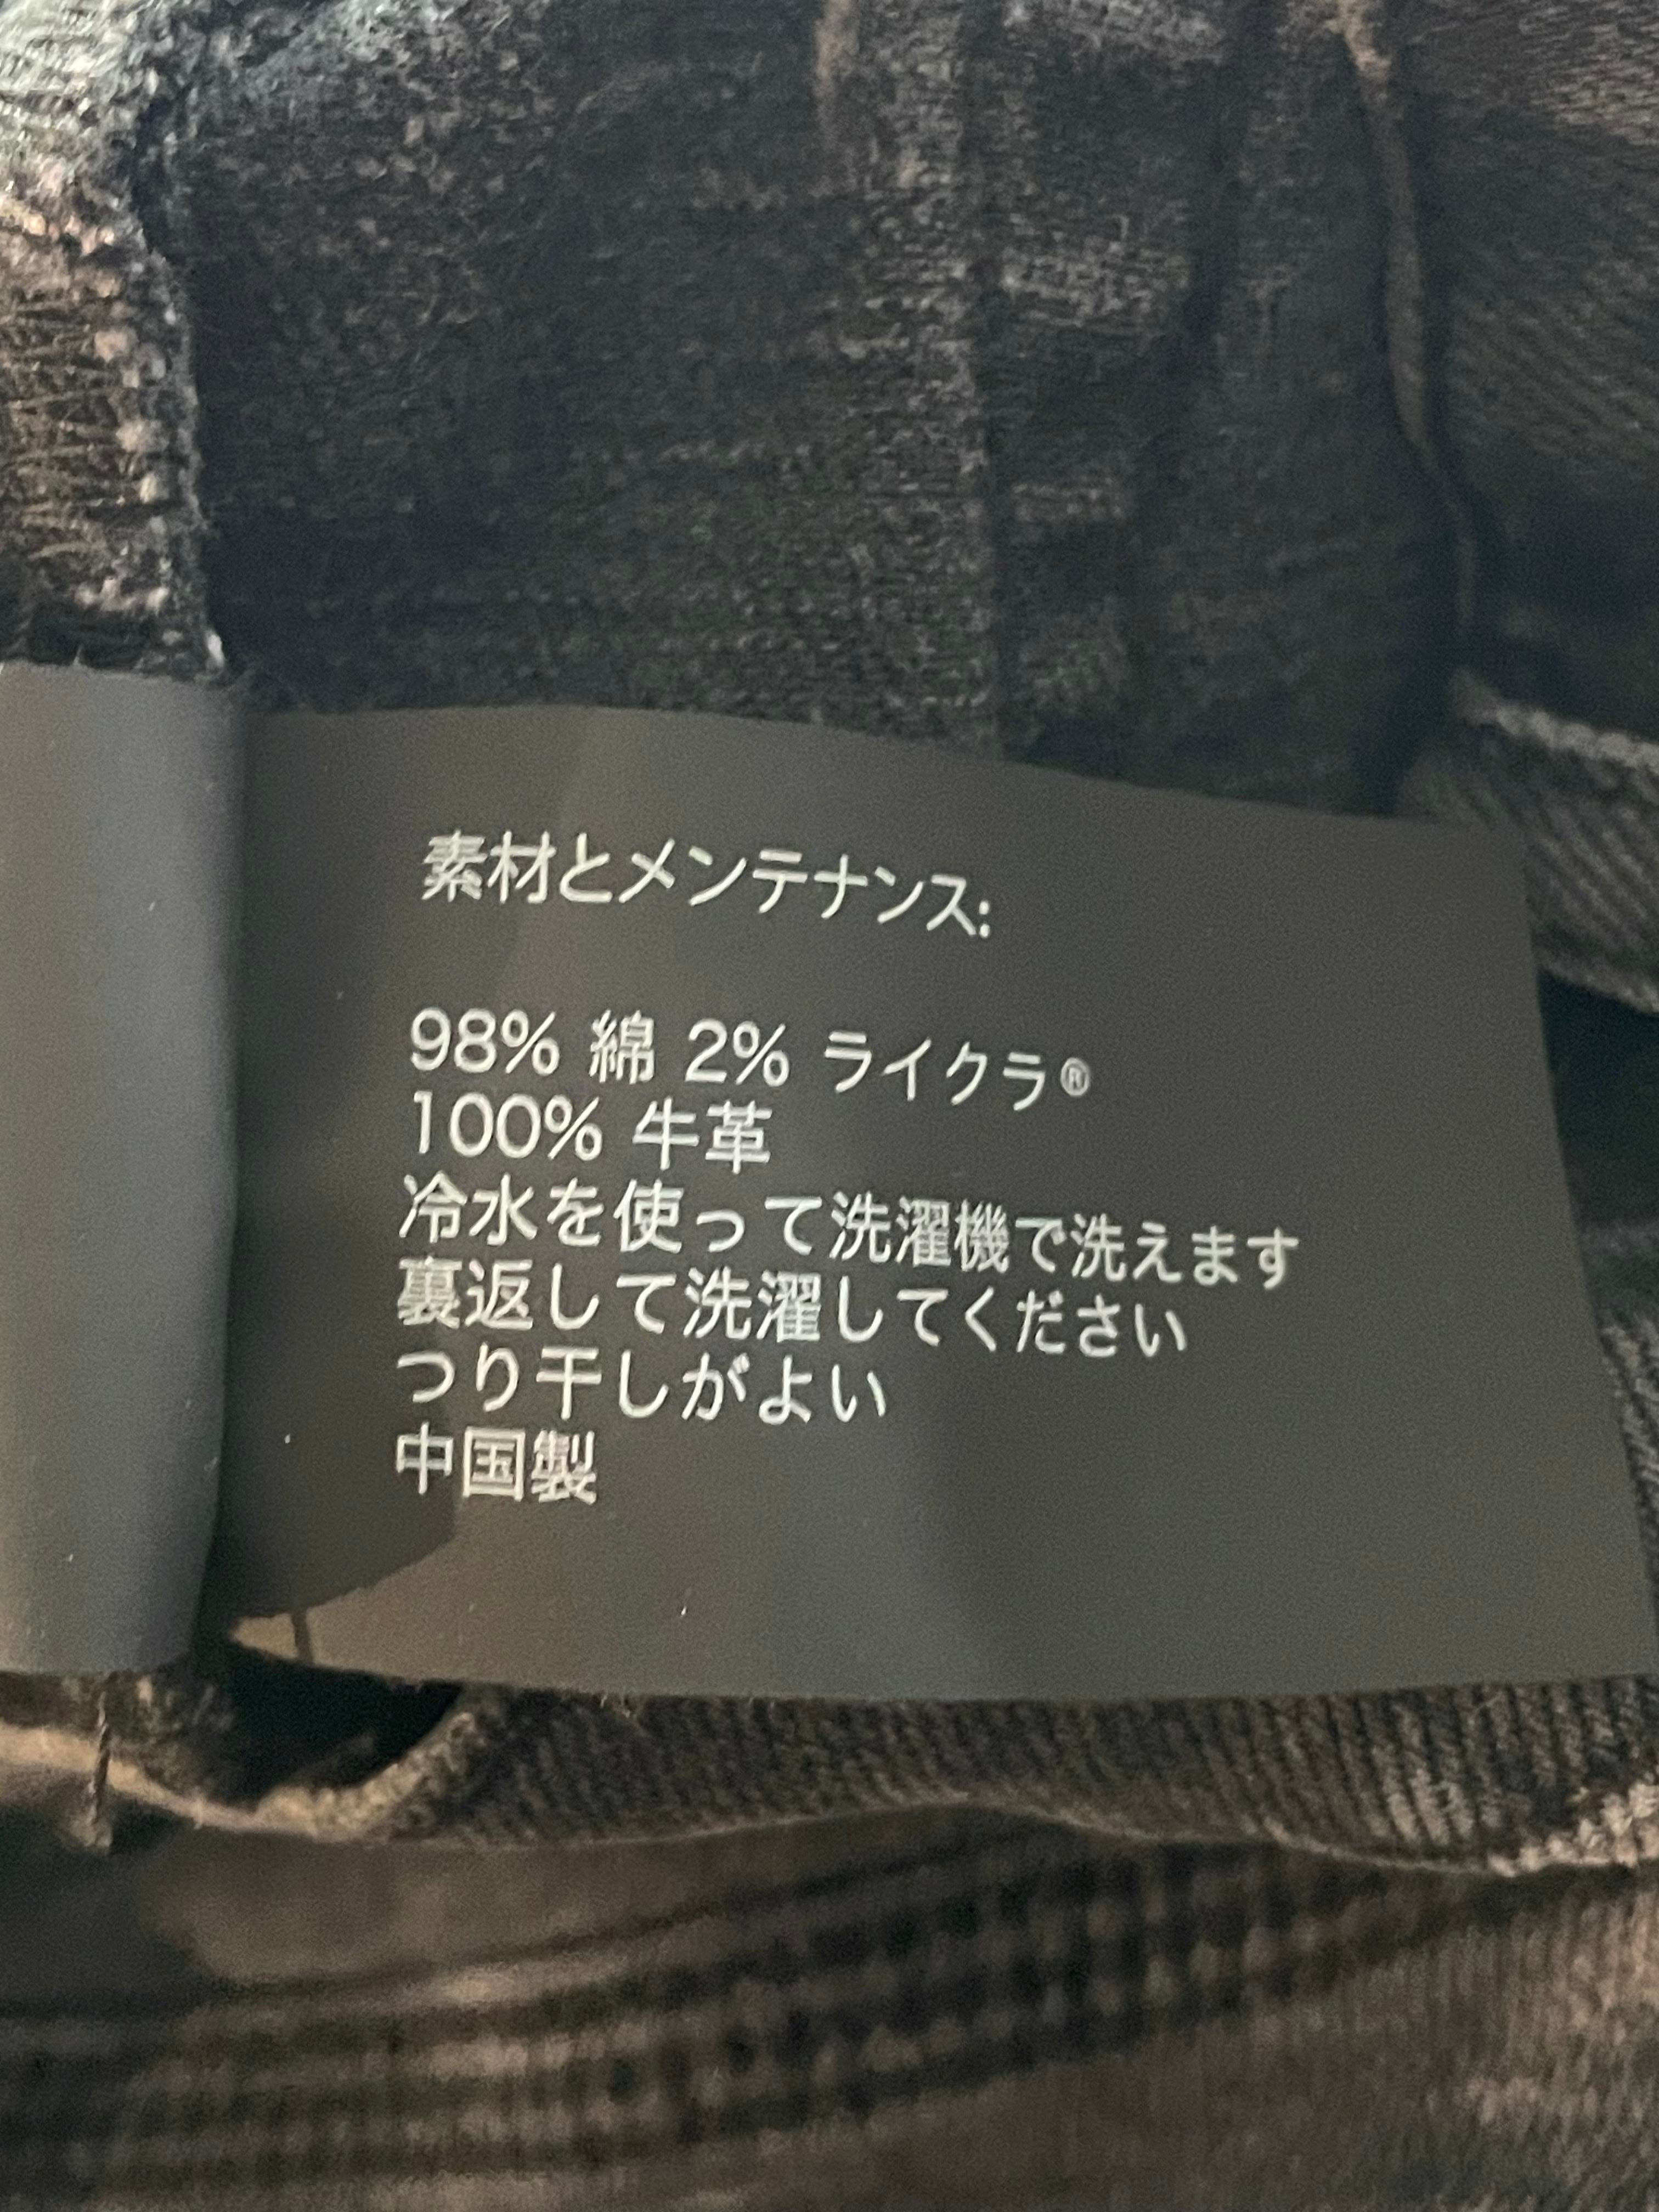 素材とメンテナンス:
98% 綿 2% ライクラ®
100% 牛革
冷水を使って洗濯機で洗えます
裏返して洗濯してください
つり干しがよい
中国製